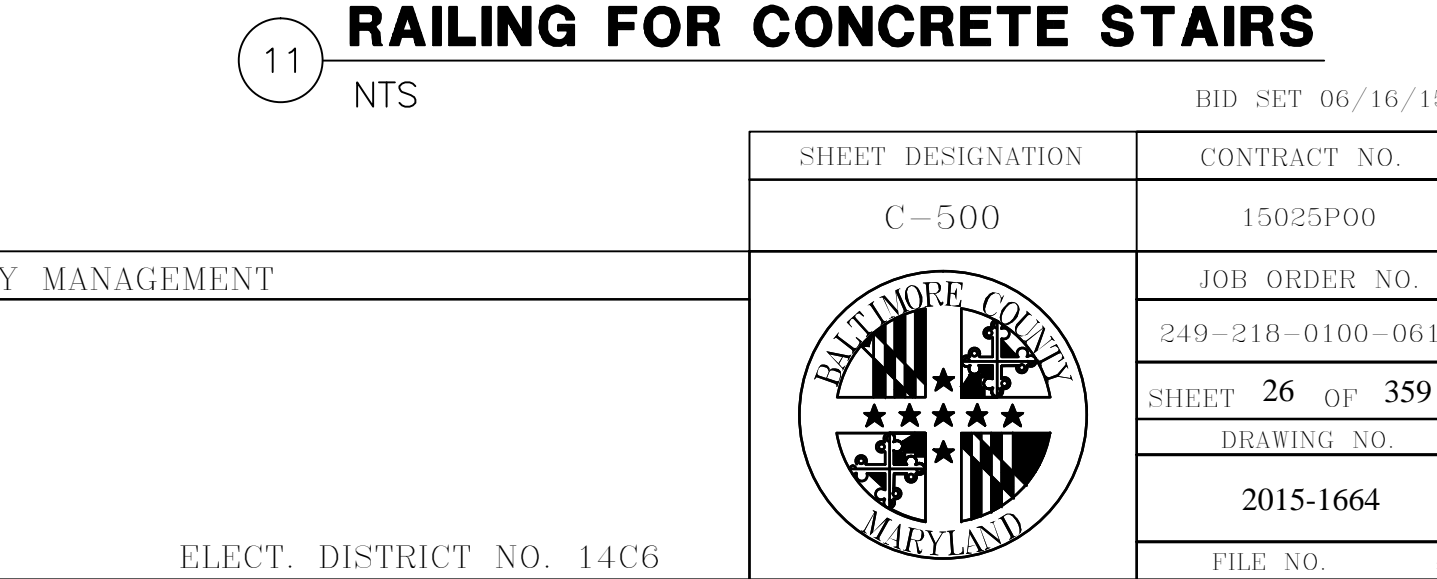 RAILING FOR CONCRETE STAIRS
11
NTS
BID SET 06/16/15
SHEET DESIGNATION
CONTRACT NO.
C-500
15025P00
Y MANAGEMENT
JOB ORDER NO.
249-218-0100-061
BALTIMORE COUNTY
MARYLAND
SHEET 26 OF 359
DRAWING NO.
2015-1664
ELECT. DISTRICT NO. 14C6
FILE NO.